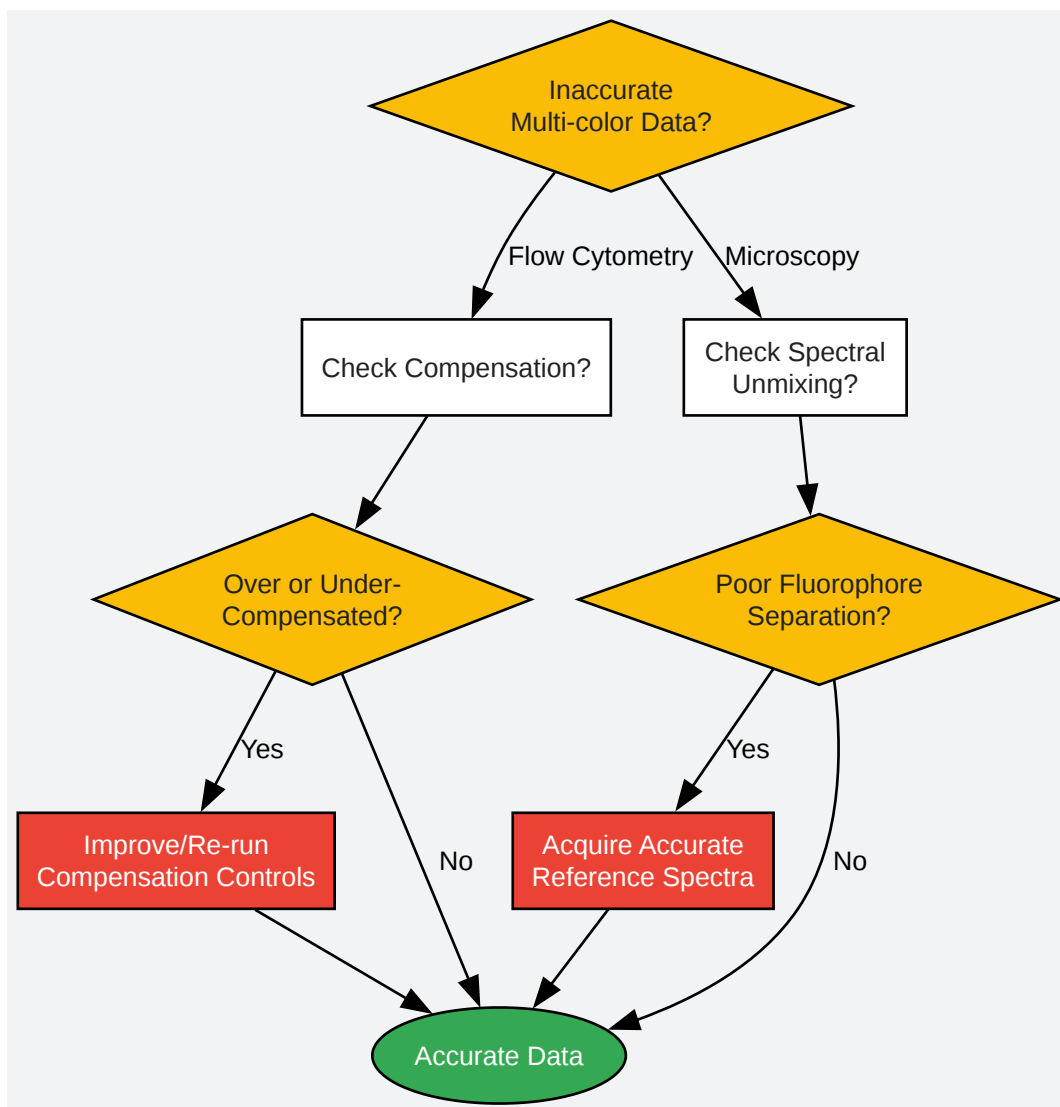 Inaccurate
Multi-color Data?
Flow Cytometry
Microscopy
Check Compensation?
Check Spectral
Unmixing?
Over or Under-
Compensated?
Poor Fluorophore
Separation?
Yes
Yes
Improve/Re-run
Compensation Controls
No
Acquire Accurate
Reference Spectra
No
Accurate Data